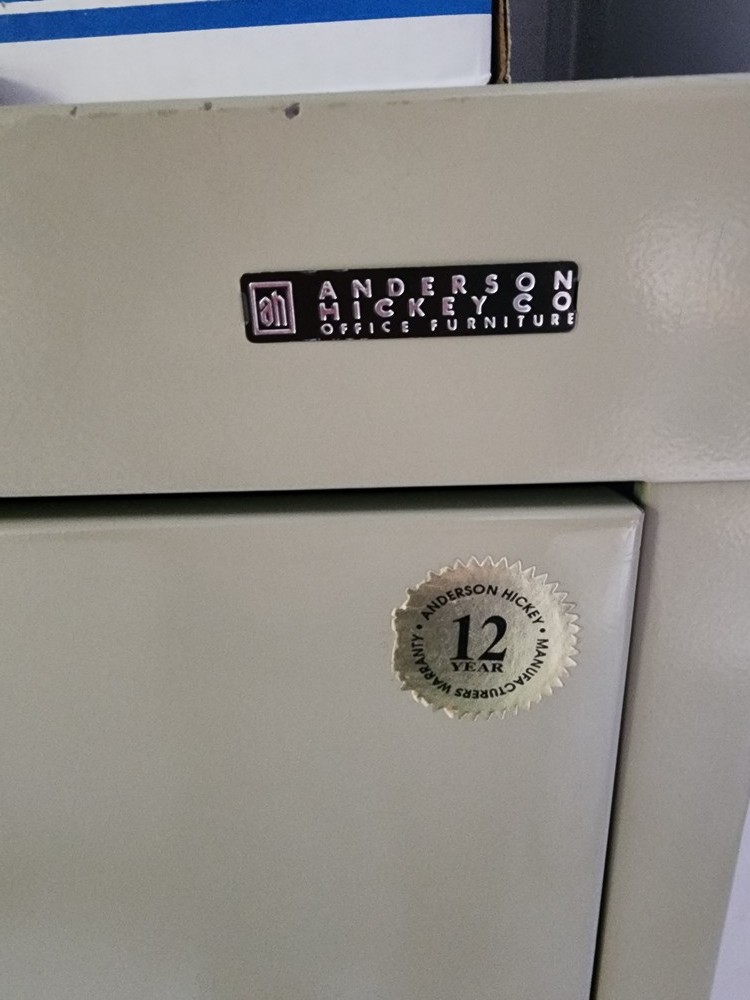 ah
ANDERSON
HICKEY CO
OFFICE FURNITURE
ANDERSON HICKEY • MANUFACTURERS WARRANTY •
12
YEAR